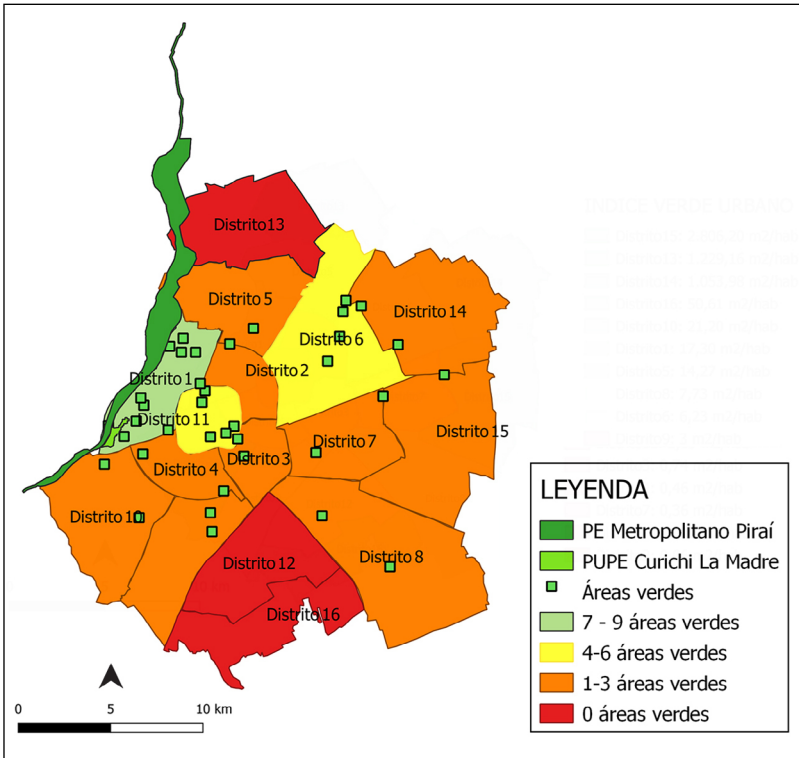 Distrito13
Distrito 5
Distrito 14
Distrito 6
Distrito 2
Distrito 1
Distrito 11
Distrito 15
Distrito 7
Distrito 3
Distrito 4
Distrito 10
Distrito 8
Distrito 12
Distrito 16
INDICE VERDE URBANO
LEYENDA
PE Metropolitano Piraí
PUPE Curichi La Madre
Áreas verdes
7 - 9 áreas verdes
4-6 áreas verdes
1-3 áreas verdes
0 áreas verdes
0 5 10 km